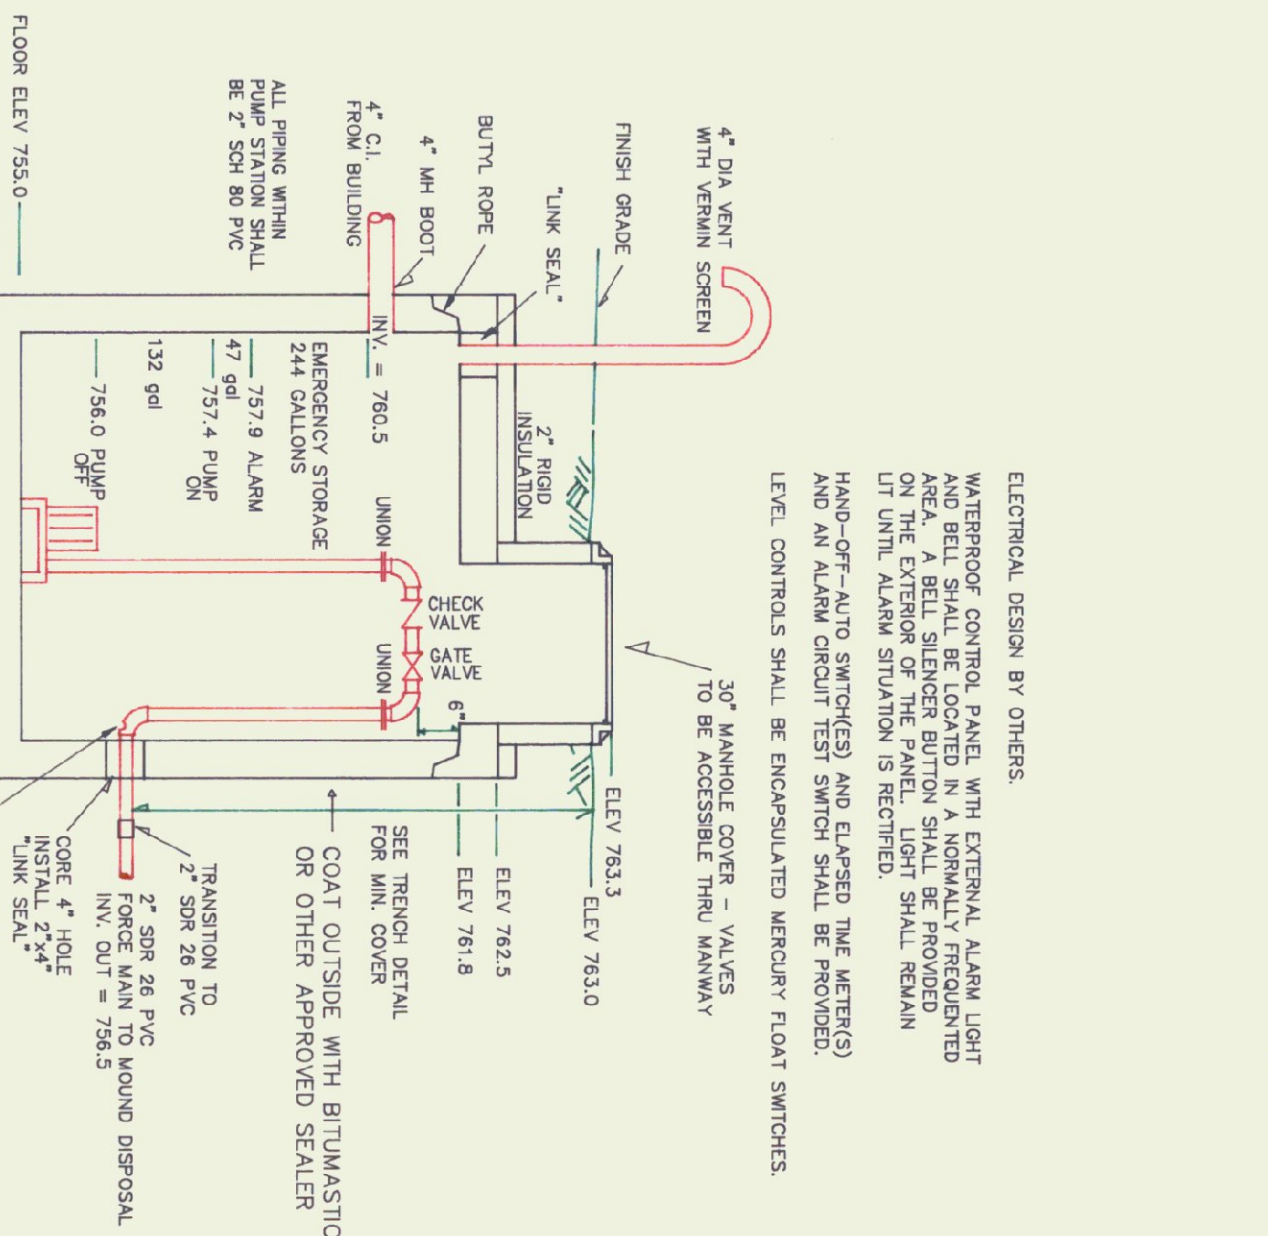 ELECTRICAL DESIGN BY OTHERS.
WATERPROOF CONTROL PANEL WITH EXTERNAL ALARM LIGHT
AND BELL SHALL BE LOCATED IN A NORMALLY FREQUENTED
AREA. A BELL SILENCER BUTTON SHALL BE PROVIDED
ON THE EXTERIOR OF THE PANEL. LIGHT SHALL REMAIN
LIT UNTIL ALARM SITUATION IS RECTIFIED.
HAND-OFF-AUTO SWITCH(ES) AND ELAPSED TIME METER(S)
AND AN ALARM CIRCUIT TEST SWITCH SHALL BE PROVIDED.
LEVEL CONTROLS SHALL BE ENCAPSULATED MERCURY FLOAT SWITCHES.
4" DIA VENT
WITH VERMIN SCREEN
30" MANHOLE COVER - VALVES
TO BE ACCESSIBLE THRU MANWAY
FINISH GRADE
ELEV 763.3
ELEV 763.0
"LINK SEAL"
2" RIGID
INSULATION
BUTYL ROPE
ELEV 762.5
ELEV 761.8
6"
4" MH BOOT
CHECK
VALVE
GATE
VALVE
4" C.I.
FROM BUILDING
INV. = 760.5
UNION
UNION
SEE TRENCH DETAIL
FOR MIN. COVER
EMERGENCY STORAGE
244 GALLONS
COAT OUTSIDE WITH BITUMASTIC
OR OTHER APPROVED SEALER
ALL PIPING WITHIN
PUMP STATION SHALL
BE 2" SCH 80 PVC
757.9 ALARM
47 gal
757.4 PUMP
ON
132 gal
756.0 PUMP
OFF
TRANSITION TO
2" SDR 26 PVC
2" SDR 26 PVC
FORCE MAIN TO MOUND DISPOSAL
INV. OUT = 756.5
CORE 4" HOLE
INSTALL 2"x4"
"LINK SEAL"
FLOOR ELEV 755.0